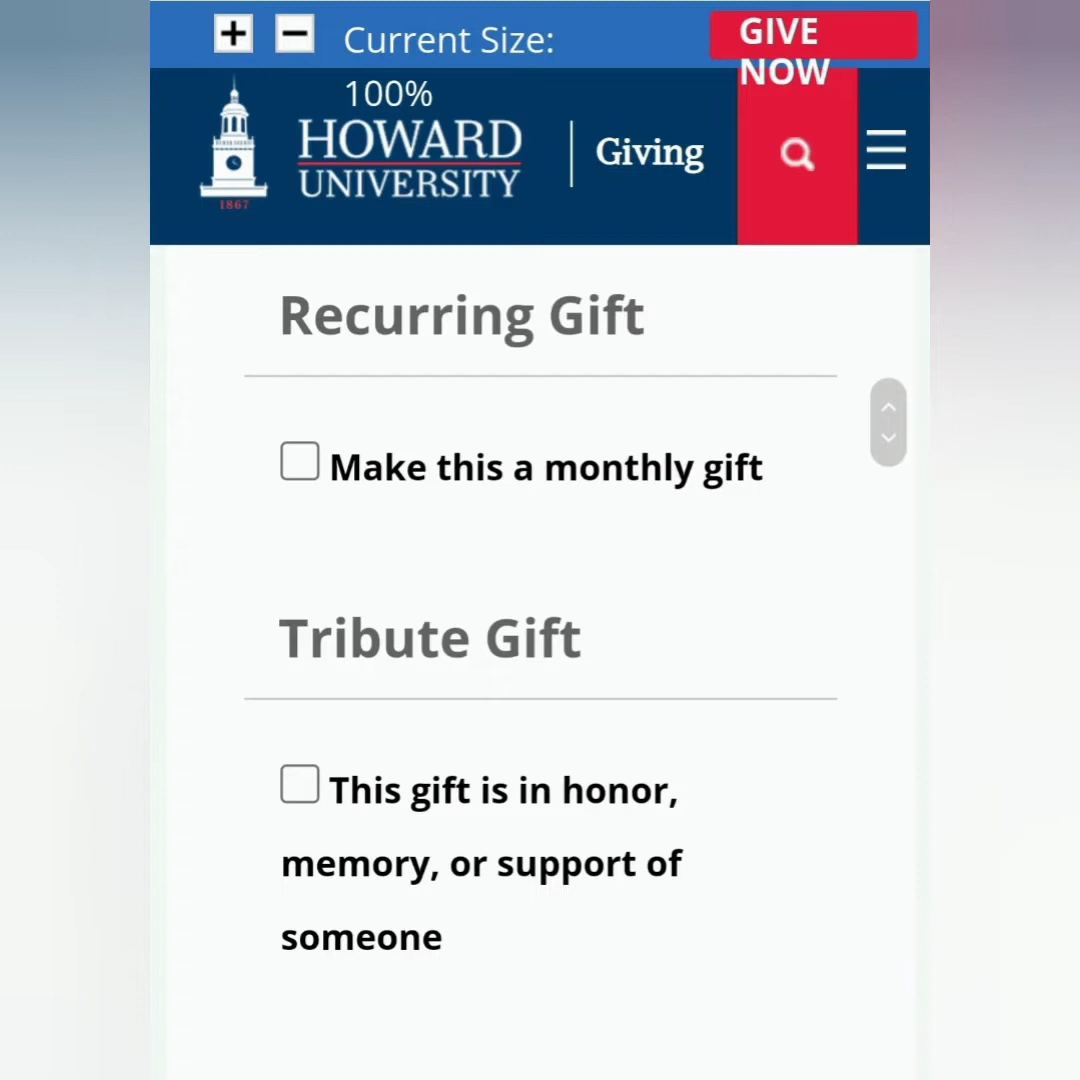 Current Size:
100%
GIVE
NOW
HOWARD
UNIVERSITY
1867
Giving
Recurring Gift
Make this a monthly gift
Tribute Gift
This gift is in honor,
memory, or support of
someone